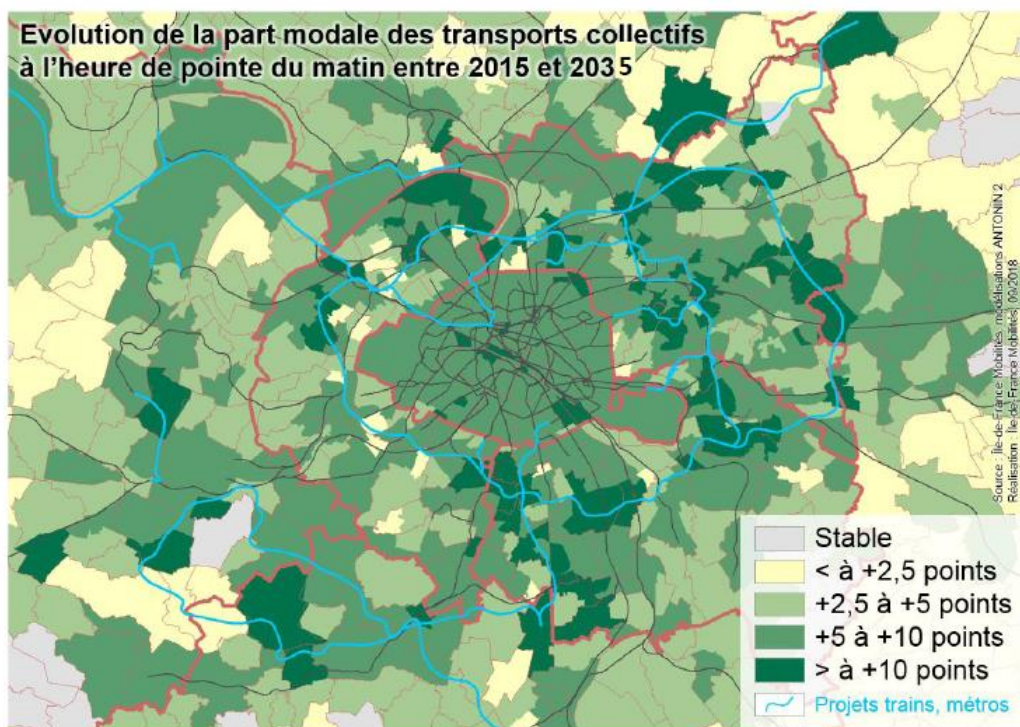 Evolution de la part modale des transports collectifs
à l'heure de pointe du matin entre 2015 et 2035
Source : Île-de-France Mobilités modélisations ANTONIN 2
Réalisation : Île-de-France Mobilités, 09/2018
Stable
< à +2,5 points
+2,5 à +5 points
+5 à +10 points
> à +10 points
Projets trains, métros